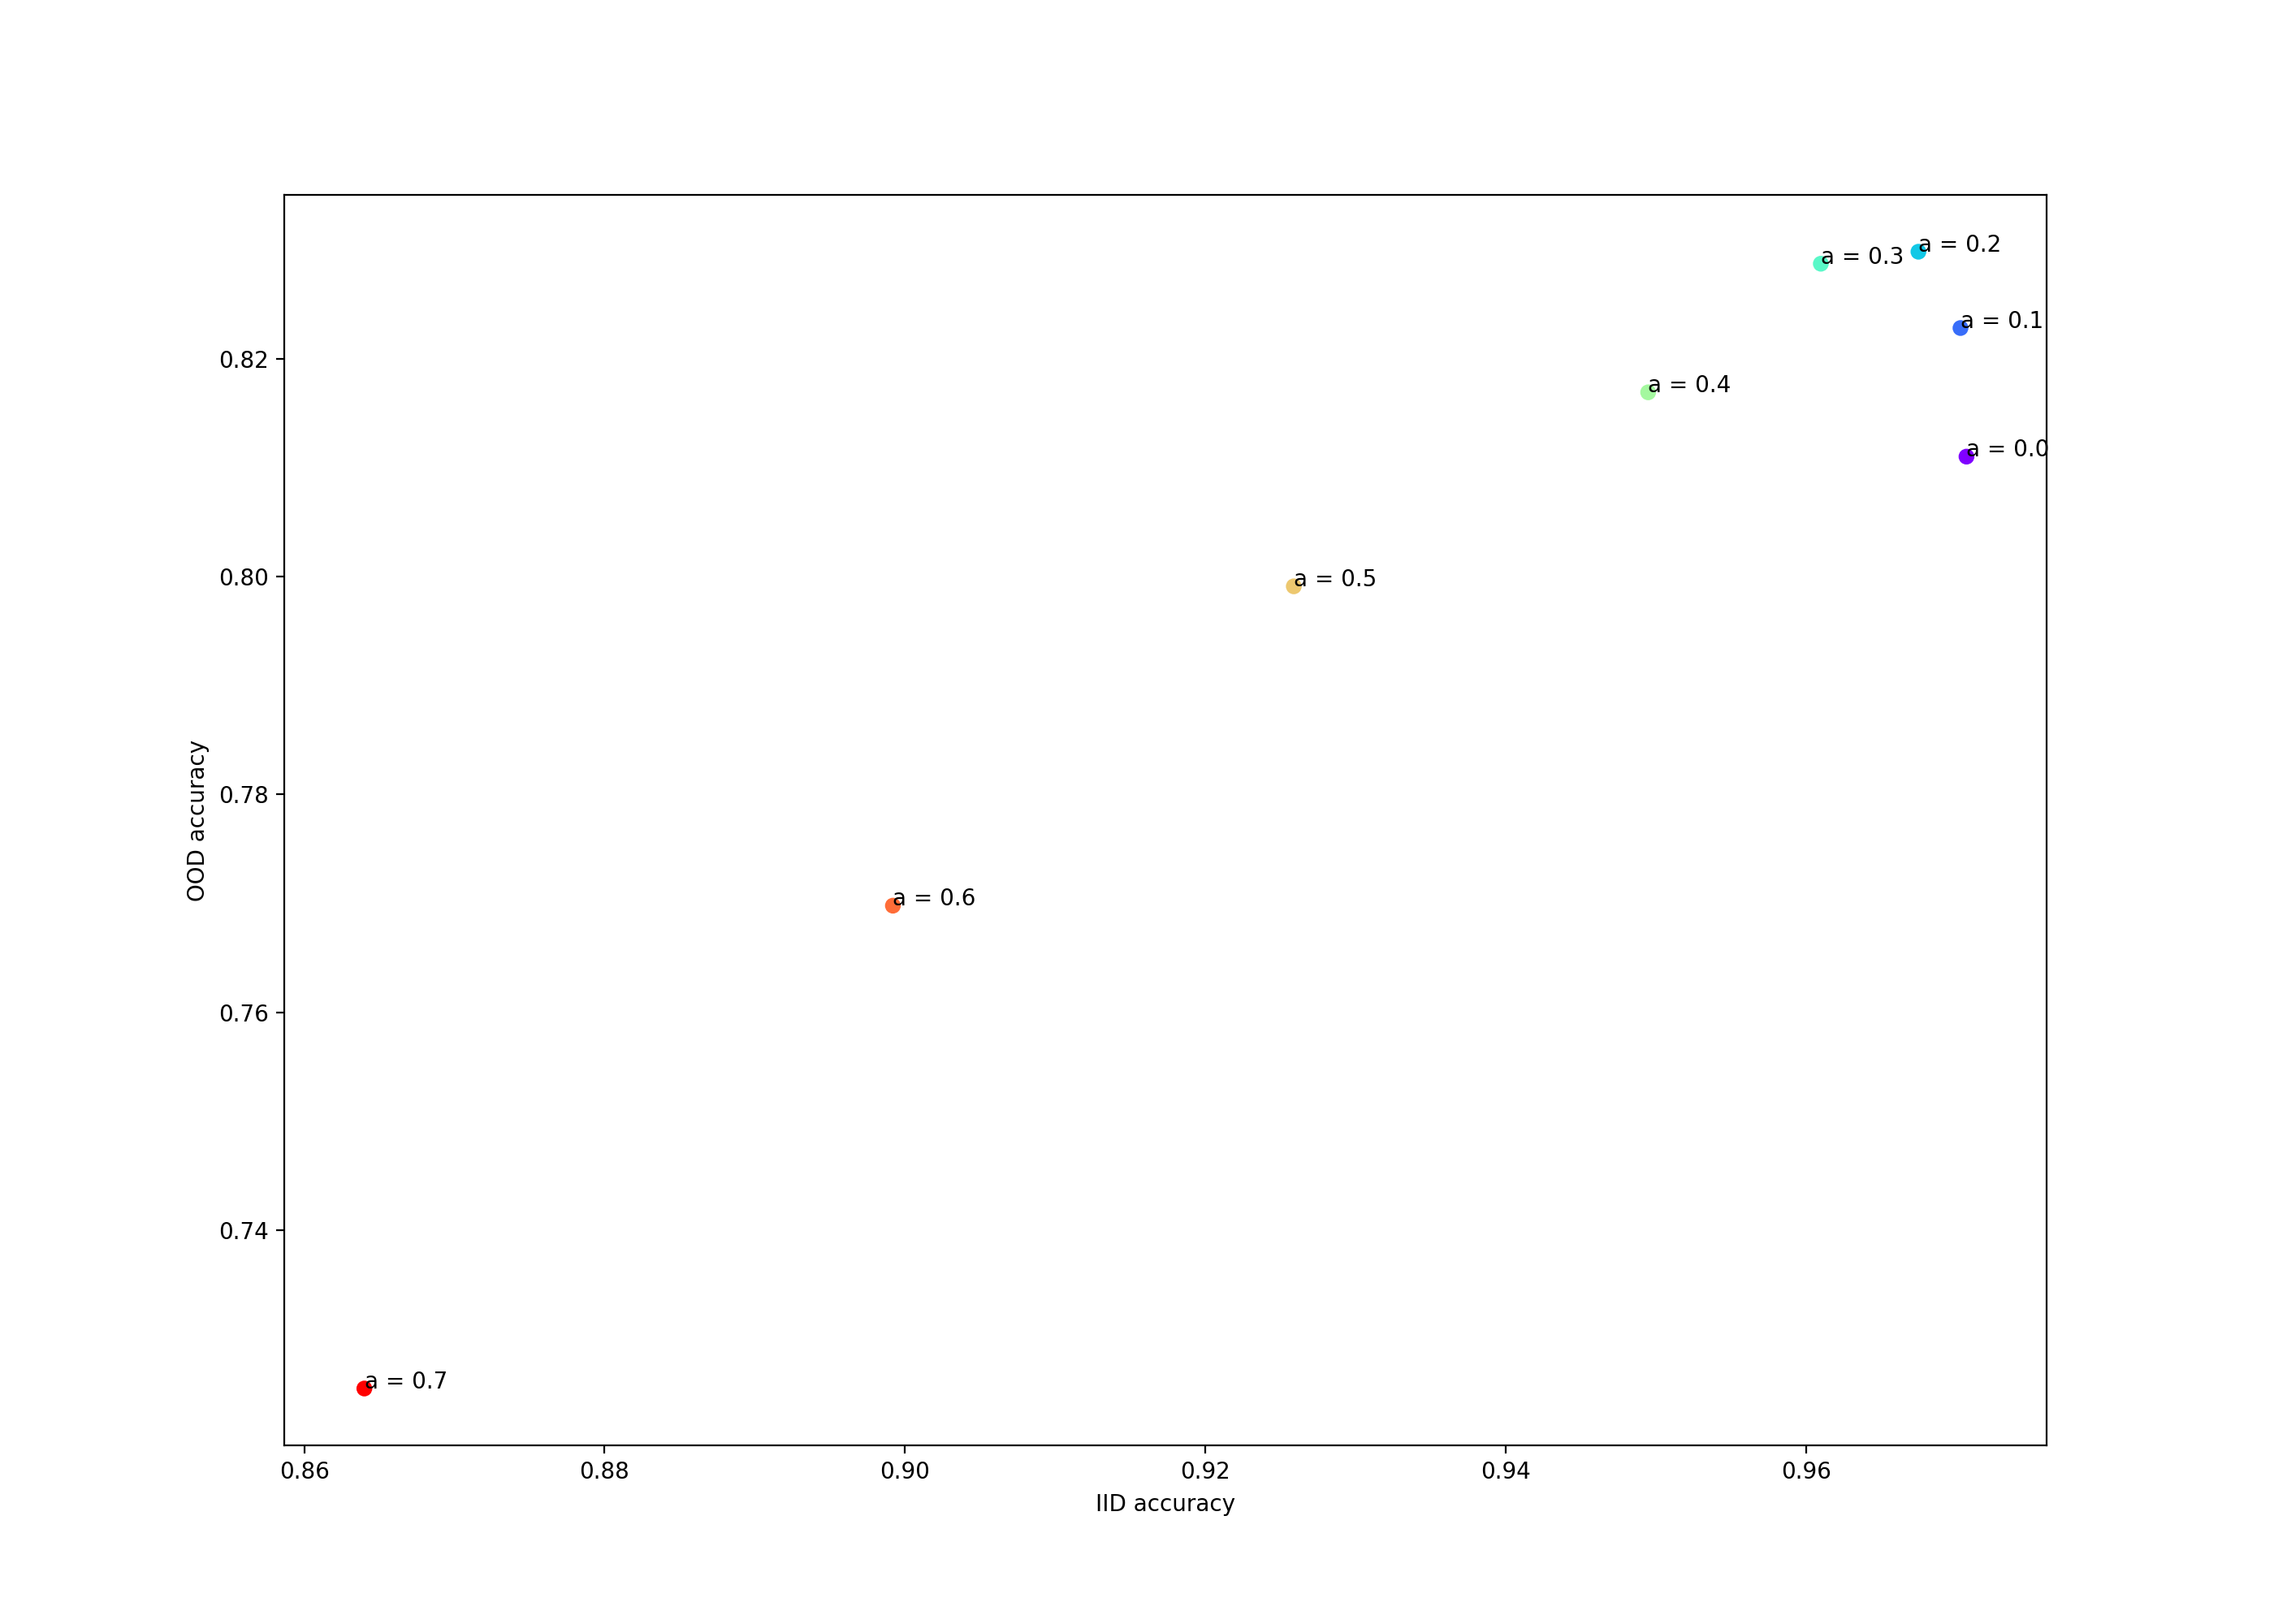 a = 0.2
a = 0.3
a = 0.1
0.82
a = 0.4
a = 0.0
0.80
a = 0.5
0.78
OOD accuracy
a = 0.6
0.76
0.74
a = 0.7
0.86 0.88 0.90 0.92 0.94 0.96
IID accuracy